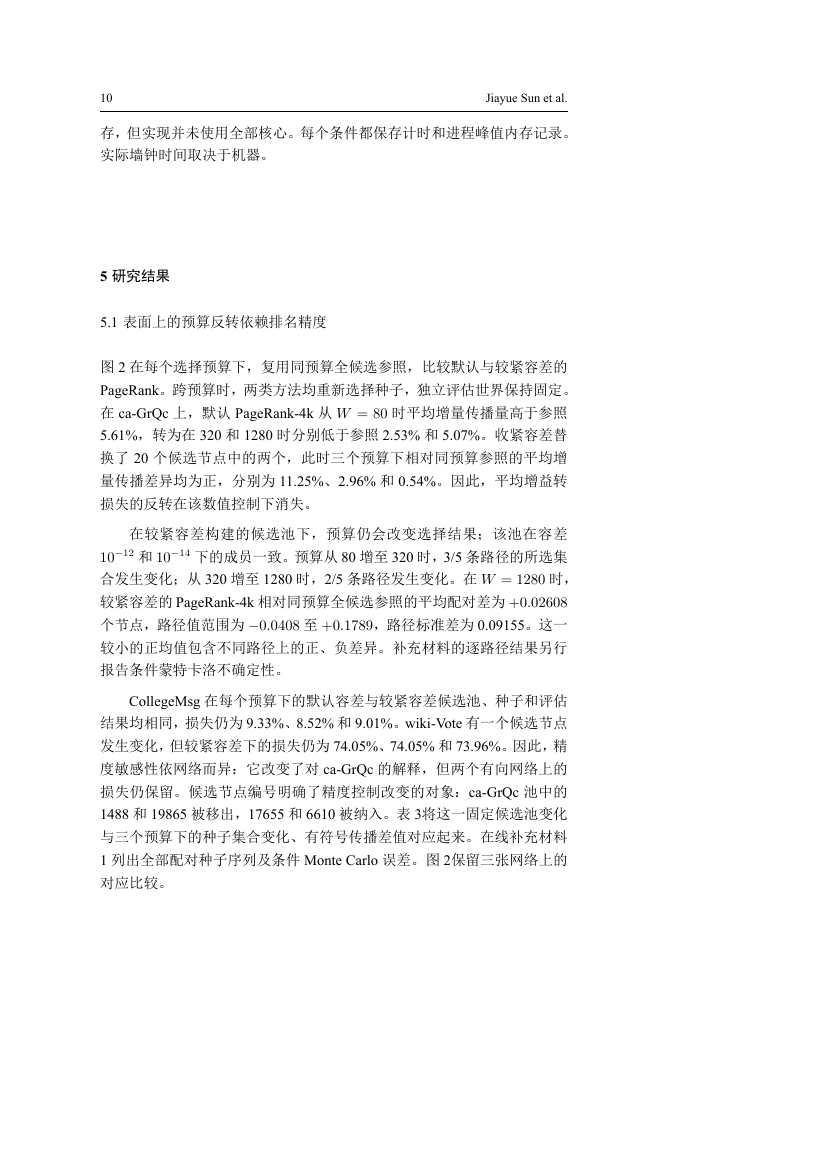 10
Jiayue Sun et al.
存，但实现并未使用全部核心。每个条件都保存计时和进程峰值内存记录。
实际墙钟时间取决于机器。
5 研究结果
5.1 表面上的预算反转依赖排名精度
图 2 在每个选择预算下，复用同预算全候选参照，比较默认与较紧容差的
PageRank。跨预算时，两类方法均重新选择种子，独立评估世界保持固定。
在 ca-GrQc 上，默认 PageRank-4k 从 W = 80 时平均增量传播量高于参照
5.61%，转为在 320 和 1280 时分别低于参照 2.53% 和 5.07%。收紧容差替
换了 20 个候选节点中的两个，此时三个预算下相对同预算参照的平均增
量传播差异均为正，分别为 11.25%、2.96% 和 0.54%。因此，平均增益转
损失的反转在该数值控制下消失。
在较紧容差构建的候选池下，预算仍会改变选择结果；该池在容差
10⁻¹² 和 10⁻¹⁴ 下的成员一致。预算从 80 增至 320 时，3/5 条路径的所选集
合发生变化；从 320 增至 1280 时，2/5 条路径发生变化。在 W = 1280 时，
较紧容差的 PageRank-4k 相对同预算全候选参照的平均配对差为 +0.02608
个节点，路径值范围为 −0.0408 至 +0.1789，路径标准差为 0.09155。这一
较小的正均值包含不同路径上的正、负差异。补充材料的逐路径结果另行
报告条件蒙特卡洛不确定性。
CollegeMsg 在每个预算下的默认容差与较紧容差候选池、种子和评估
结果均相同，损失仍为 9.33%、8.52% 和 9.01%。wiki-Vote 有一个候选节点
发生变化，但较紧容差下的损失仍为 74.05%、74.05% 和 73.96%。因此，精
度敏感性依网络而异：它改变了对 ca-GrQc 的解释，但两个有向网络上的
损失仍保留。候选节点编号明确了精度控制改变的对象：ca-GrQc 池中的
1488 和 19865 被移出，17655 和 6610 被纳入。表 3将这一固定候选池变化
与三个预算下的种子集合变化、有符号传播差值对应起来。在线补充材料
1 列出全部配对种子序列及条件 Monte Carlo 误差。图 2保留三张网络上的
对应比较。